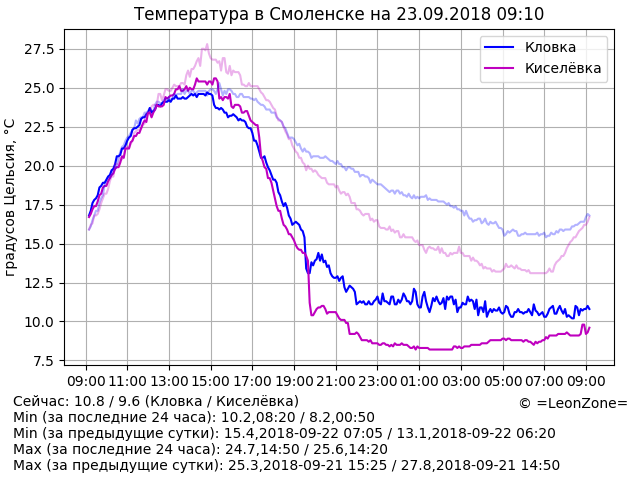 Температура в Смоленске на 23.09.2018 09:10
Кловка
Киселёвка
градусов Цельсия, °C
27.5
25.0
22.5
20.0
17.5
15.0
12.5
10.0
7.5
09:00 11:00 13:00 15:00 17:00 19:00 21:00 23:00 01:00 03:00 05:00 07:00 09:00
Сейчас: 10.8 / 9.6 (Кловка / Киселёвка)
© =LeonZone=
Min (за последние 24 часа): 10.2,08:20 / 8.2,00:50
Min (за предыдущие сутки): 15.4,2018-09-22 07:05 / 13.1,2018-09-22 06:20
Max (за последние 24 часа): 24.7,14:50 / 25.6,14:20
Max (за предыдущие сутки): 25.3,2018-09-21 15:25 / 27.8,2018-09-21 14:50